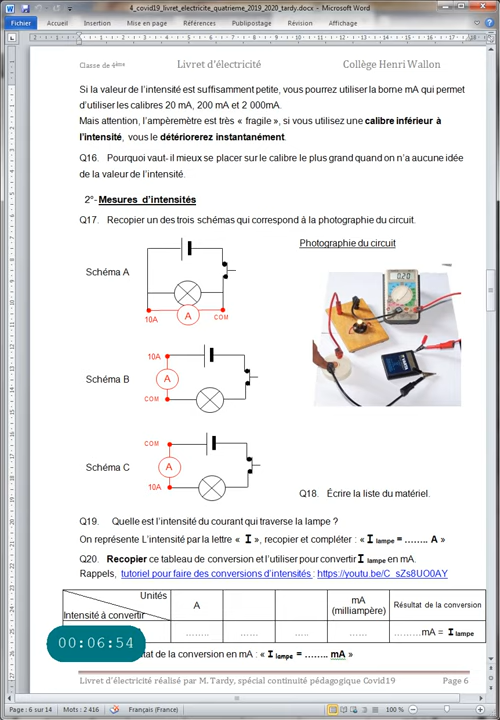 4_covid19_livret_electricite_quatrieme_2019_2020_tardy.docx - Microsoft Word
Fichier Accueil Insertion Mise en page Références Publipostage Révision Affichage
Classe de 4ème Livret d'électricité Collège Henri Wallon
Si la valeur de l'intensité est suffisamment petite, vous pourrez utiliser la borne mA qui permet
d'utiliser les calibres 20 mA, 200 mA et 2 000mA.
Mais attention, l'ampèremètre est très « fragile », si vous utilisez une calibre inférieur à
l'intensité, vous le détériorerez instantanément.
Q16. Pourquoi vaut- il mieux se placer sur le calibre le plus grand quand on n'a aucune idée
de la valeur de l'intensité.
2°- Mesures d'intensités
Q17. Recopier un des trois schémas qui correspond à la photographie du circuit.
Photographie du circuit
Schéma A
10A A COM
0.20
10A
Schéma B
A
COM
COM
Schéma C
A
10A
Q18. Écrire la liste du matériel.
Q19. Quelle est l'intensité du courant qui traverse la lampe ?
On représente L'intensité par la lettre « I », recopier et compléter : « I lampe = …….. A »
Q20. Recopier ce tableau de conversion et l'utiliser pour convertir I lampe en mA.
Rappels, tutoriel pour faire des conversions d'intensités : https://youtu.be/C_sZs8UO0AY
Unités A mA Résultat de la conversion
(milliampère)
Intensité à convertir
…….. …… ….. …… ………mA = I lampe
00:06:54
tat de la conversion en mA : « I lampe = …….. mA »
Livret d'électricité réalisé par M. Tardy, spécial continuité pédagogique Covid19 Page 6
Page : 6 sur 14 Mots : 2 416 Français (France) 100 %